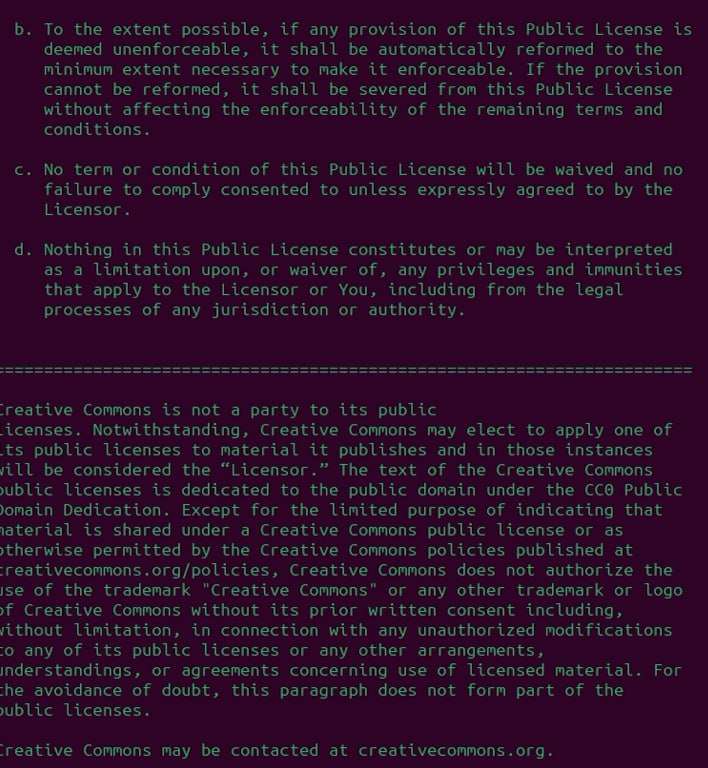 b. To the extent possible, if any provision of this Public License is
deemed unenforceable, it shall be automatically reformed to the
minimum extent necessary to make it enforceable. If the provision
cannot be reformed, it shall be severed from this Public License
without affecting the enforceability of the remaining terms and
conditions.
c. No term or condition of this Public License will be waived and no
failure to comply consented to unless expressly agreed to by the
Licensor.
d. Nothing in this Public License constitutes or may be interpreted
as a limitation upon, or waiver of, any privileges and immunities
that apply to the Licensor or You, including from the legal
processes of any jurisdiction or authority.
=======================================================================
Creative Commons is not a party to its public
licenses. Notwithstanding, Creative Commons may elect to apply one of
its public licenses to material it publishes and in those instances
will be considered the “Licensor.” The text of the Creative Commons
public licenses is dedicated to the public domain under the CC0 Public
Domain Dedication. Except for the limited purpose of indicating that
material is shared under a Creative Commons public license or as
otherwise permitted by the Creative Commons policies published at
creativecommons.org/policies, Creative Commons does not authorize the
use of the trademark "Creative Commons" or any other trademark or logo
of Creative Commons without its prior written consent including,
without limitation, in connection with any unauthorized modifications
to any of its public licenses or any other arrangements,
understandings, or agreements concerning use of licensed material. For
the avoidance of doubt, this paragraph does not form part of the
public licenses.
Creative Commons may be contacted at creativecommons.org.